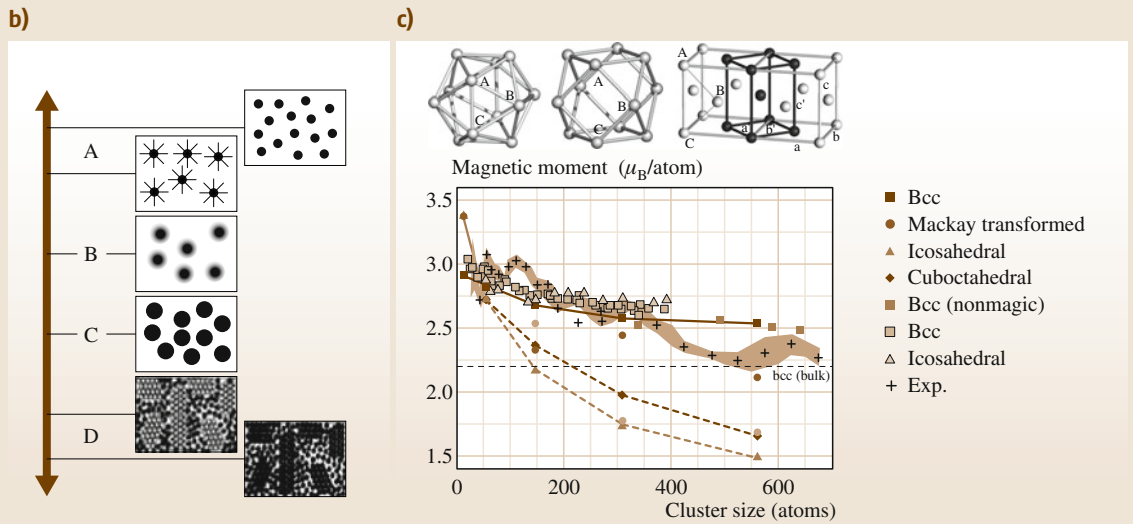 b)
A
B
C
D
c)
A
B
C
A
B
C
A
B
C
c
c'
a'
b'
b
a
Magnetic moment (μB/atom)
3.5
3.0
2.5
2.0
1.5
bcc (bulk)
0
200
400
600
Cluster size (atoms)
Bcc
Mackay transformed
Icosahedral
Cuboctahedral
Bcc (nonmagic)
Bcc
Icosahedral
Exp.